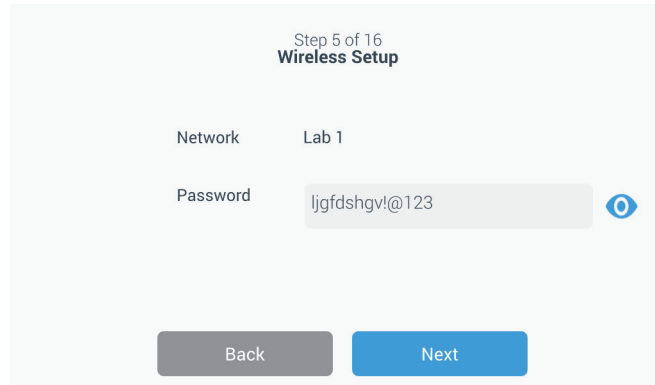 Step 5 of 16
Wireless Setup
Network Lab 1
Password ljgfdshgv!@123
Back Next